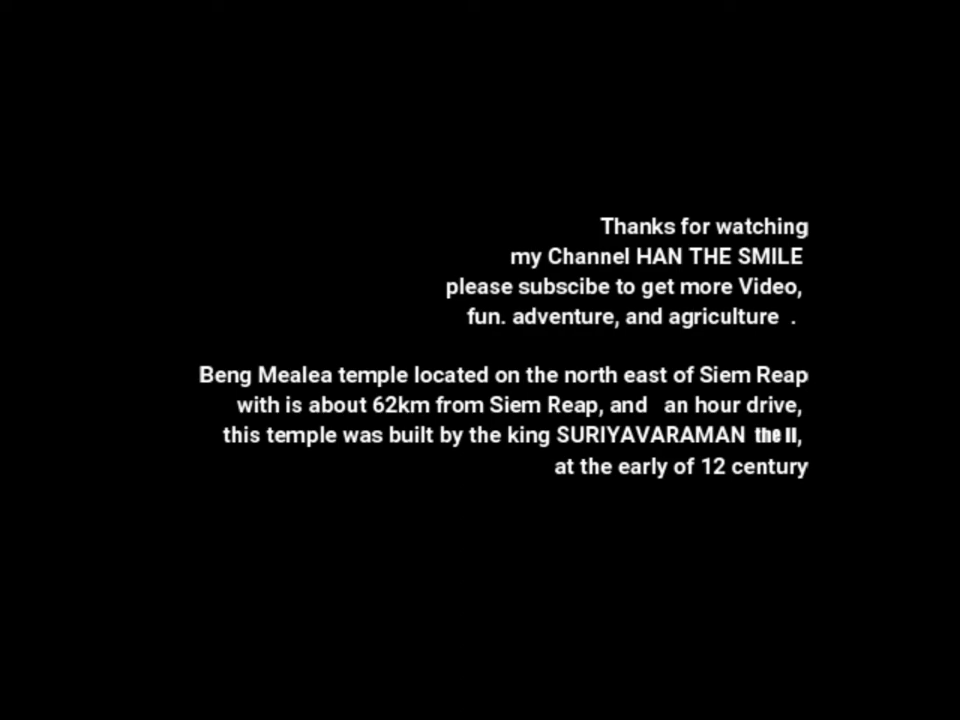 Thanks for watching
my Channel HAN THE SMILE
please subscibe to get more Video,
fun. adventure, and agriculture .
Beng Mealea temple located on the north east of Siem Reap
with is about 62km from Siem Reap, and an hour drive,
this temple was built by the king SURIYAVARAMAN the II,
at the early of 12 century